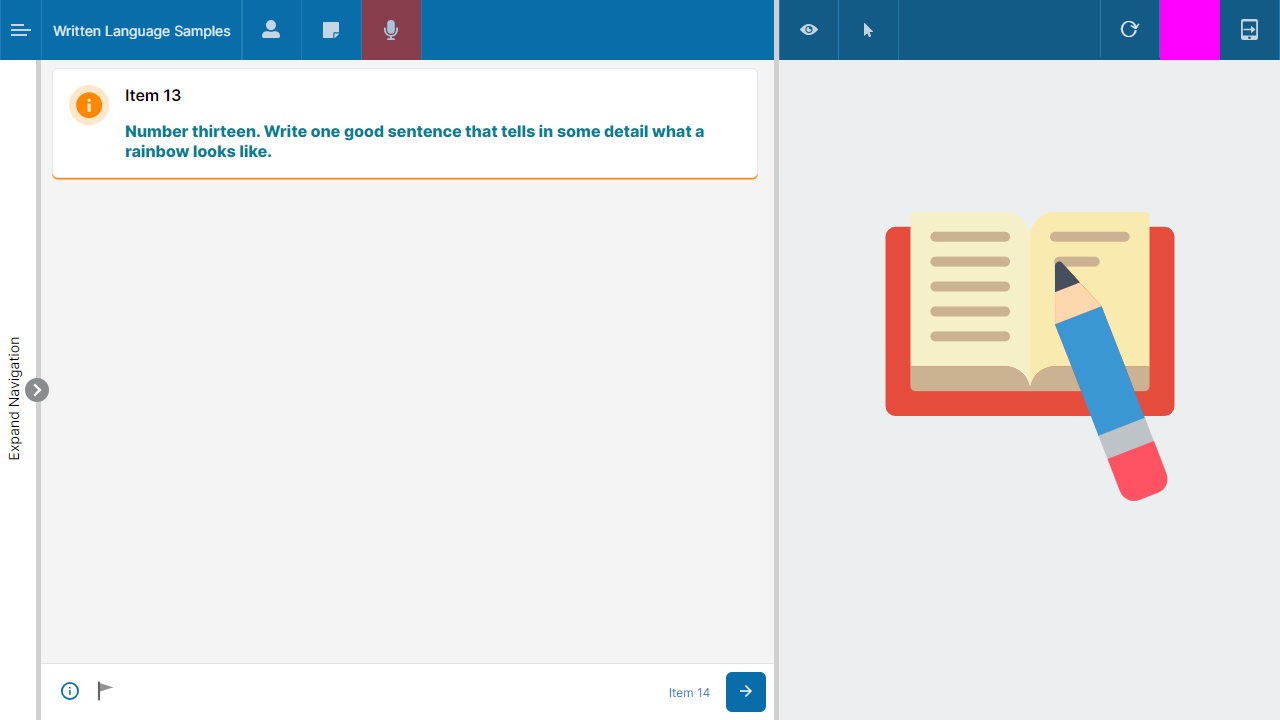 Written Language Samples
Item 13
Number thirteen. Write one good sentence that tells in some detail what a
rainbow looks like.
Expand Navigation
Item 14